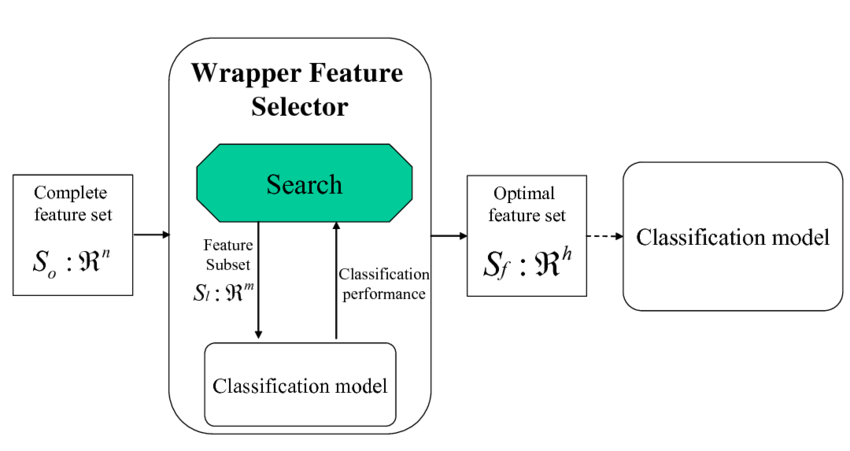 Wrapper Feature
Selector
Complete
feature set
Sₒ : ℜⁿ
Search
Feature
Subset
Sₗ : ℜᵐ
Classification
performance
Classification model
Optimal
feature set
S_f : ℜʰ
Classification model